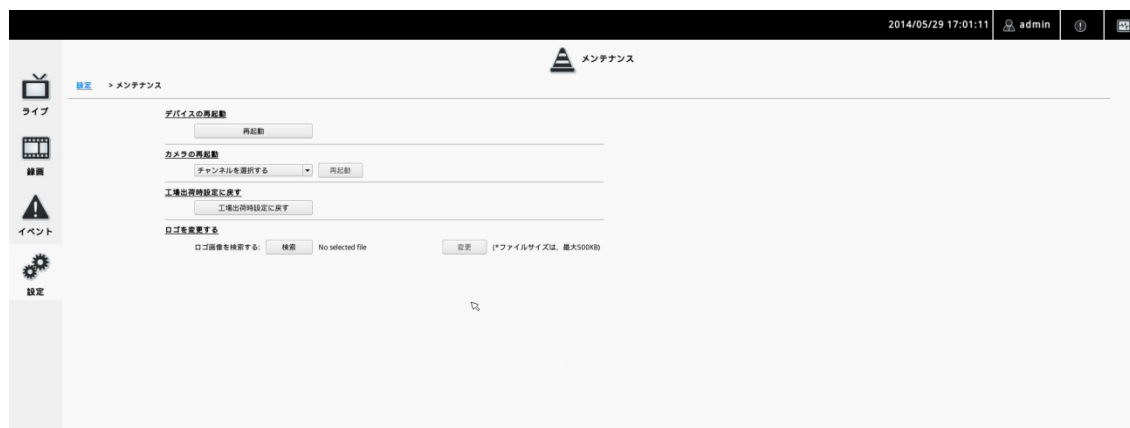 2014/05/29 17:01:11 admin
メンテナンス
設定 > メンテナンス
ライブ
録画
イベント
設定
デバイスの再起動
再起動
カメラの再起動
チャンネルを選択する 再起動
工場出荷時設定に戻す
工場出荷時設定に戻す
ロゴを変更する
ロゴ画像を検索する: 検索 No selected file 変更 (*ファイルサイズは、最大500KB)